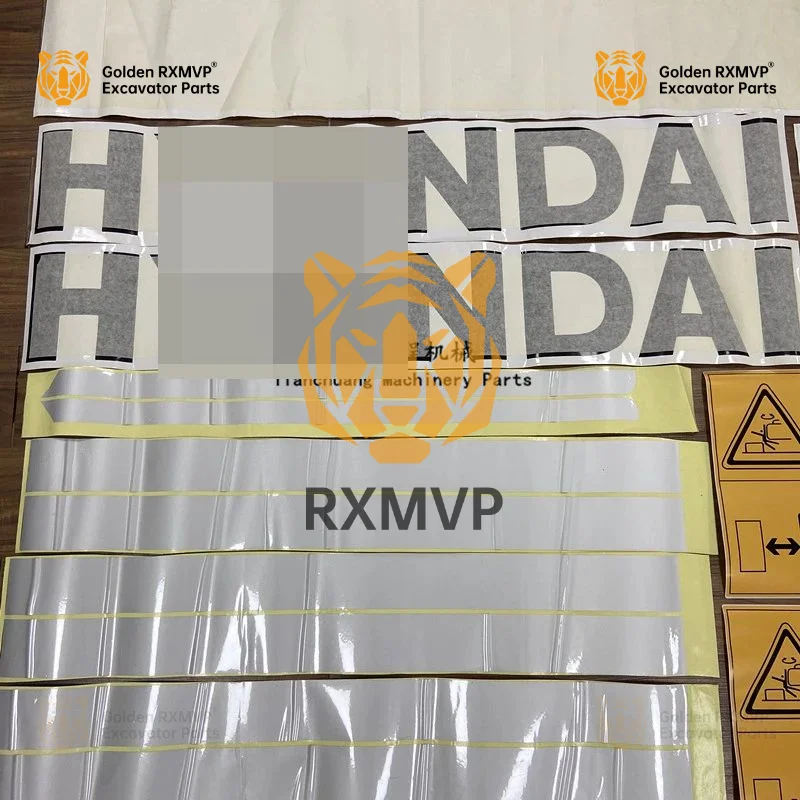 Golden RXMVP®
Excavator Parts
Golden RXMVP®
Excavator Parts
H NDAI
H NDAI
机械
Tianchuang machinery Parts
RXMVP
Golden RXMVP®
Excavator Parts
Golden RXMVP®
Excavator Parts